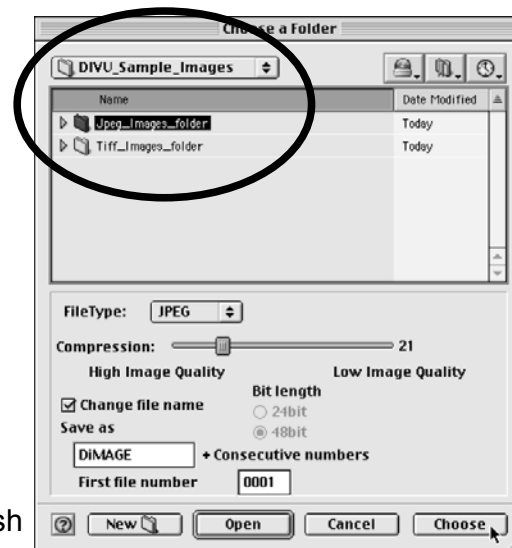 Choose a Folder
DIVU_Sample_Images
Name Date Modified
Jpeg_Images_folder Today
Tiff_Images_folder Today
FileType: JPEG
Compression: 21
High Image Quality Low Image Quality
Bit length
Change file name 24bit
Save as 48bit
DiMAGE + Consecutive numbers
First file number 0001
sh
? New Open Cancel Choose